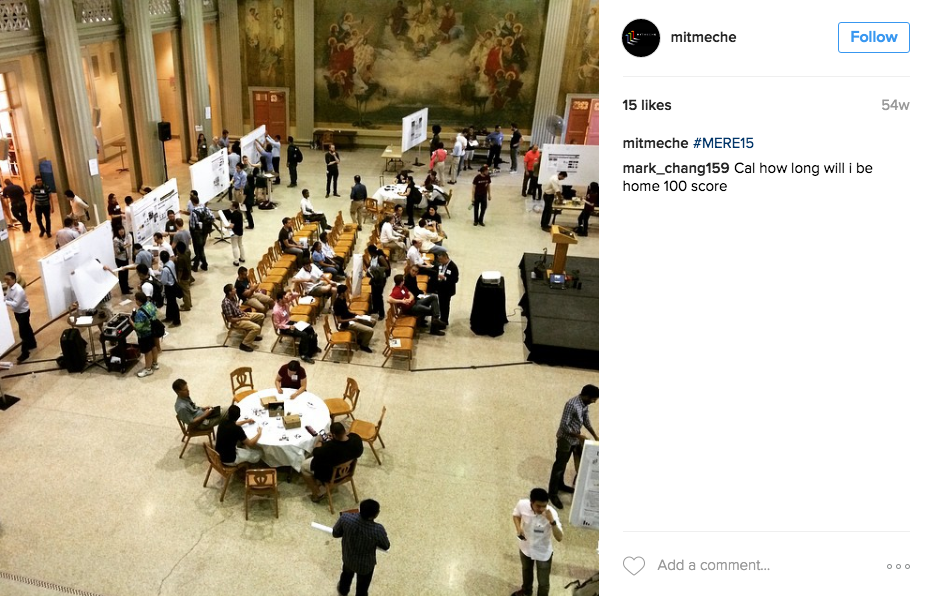 mitmeche
Follow
15 likes
54w
mitmeche #MERE15
mark_chang159 Cal how long will i be
home 100 score
Add a comment...